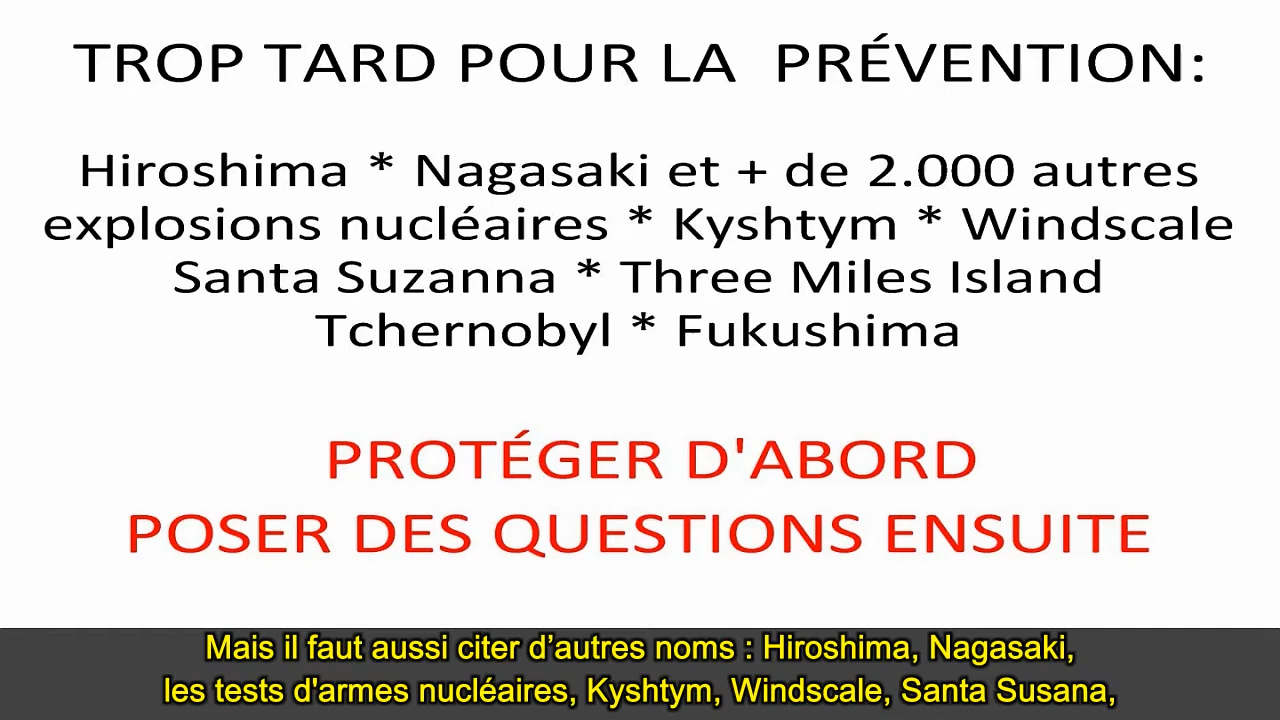 TROP TARD POUR LA PRÉVENTION:
Hiroshima * Nagasaki et + de 2.000 autres
explosions nucléaires * Kyshtym * Windscale
Santa Suzanna * Three Miles Island
Tchernobyl * Fukushima
PROTÉGER D'ABORD
POSER DES QUESTIONS ENSUITE
Mais il faut aussi citer d’autres noms : Hiroshima, Nagasaki,
les tests d'armes nucléaires, Kyshtym, Windscale, Santa Susana,